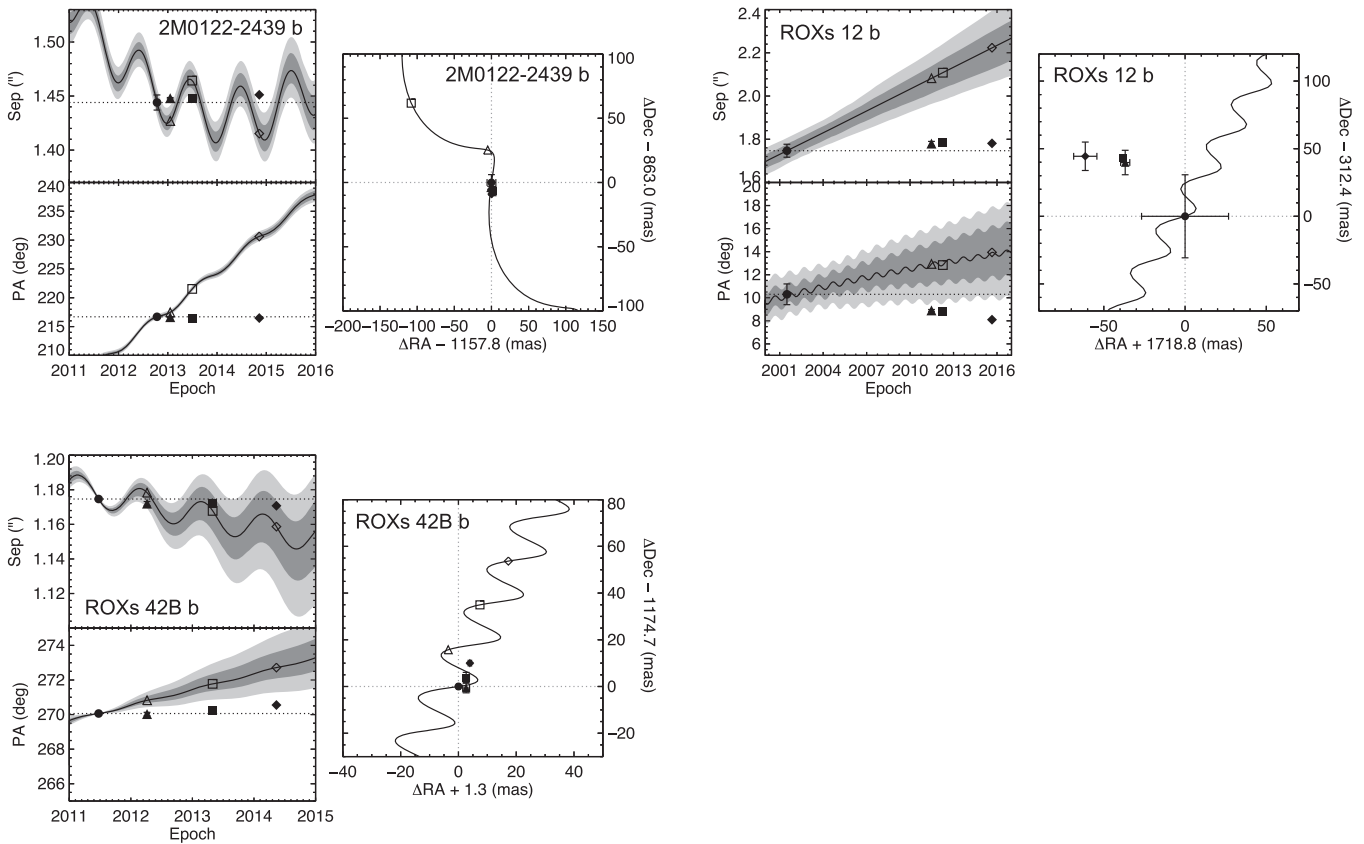 2M0122-2439 b
Sep (")
1.50
1.45
1.40
PA (deg)
240
235
230
225
220
215
210
2011 2012 2013 2014 2015 2016
Epoch
2M0122-2439 b
100
50
0
−50
−100
ΔDec − 863.0 (mas)
−200−150−100 −50 0 50 100 150
ΔRA − 1157.8 (mas)
ROXs 12 b
Sep (")
2.4
2.2
2.0
1.8
1.6
PA (deg)
20
18
16
14
12
10
8
6
2001 2004 2007 2010 2013 2016
Epoch
ROXs 12 b
100
50
0
−50
ΔDec − 312.4 (mas)
−50 0 50
ΔRA + 1718.8 (mas)
Sep (")
1.20
1.18
1.16
1.14
1.12
ROXs 42B b
PA (deg)
274
272
270
268
266
2011 2012 2013 2014 2015
Epoch
ROXs 42B b
80
60
40
20
0
−20
ΔDec − 1174.7 (mas)
−40 −20 0 20 40
ΔRA + 1.3 (mas)